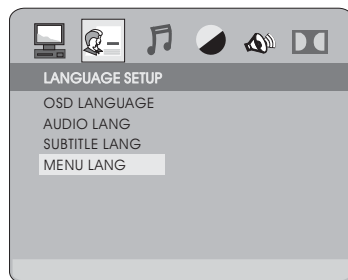 LANGUAGE SETUP
OSD LANGUAGE
AUDIO LANG
SUBTITLE LANG
MENU LANG